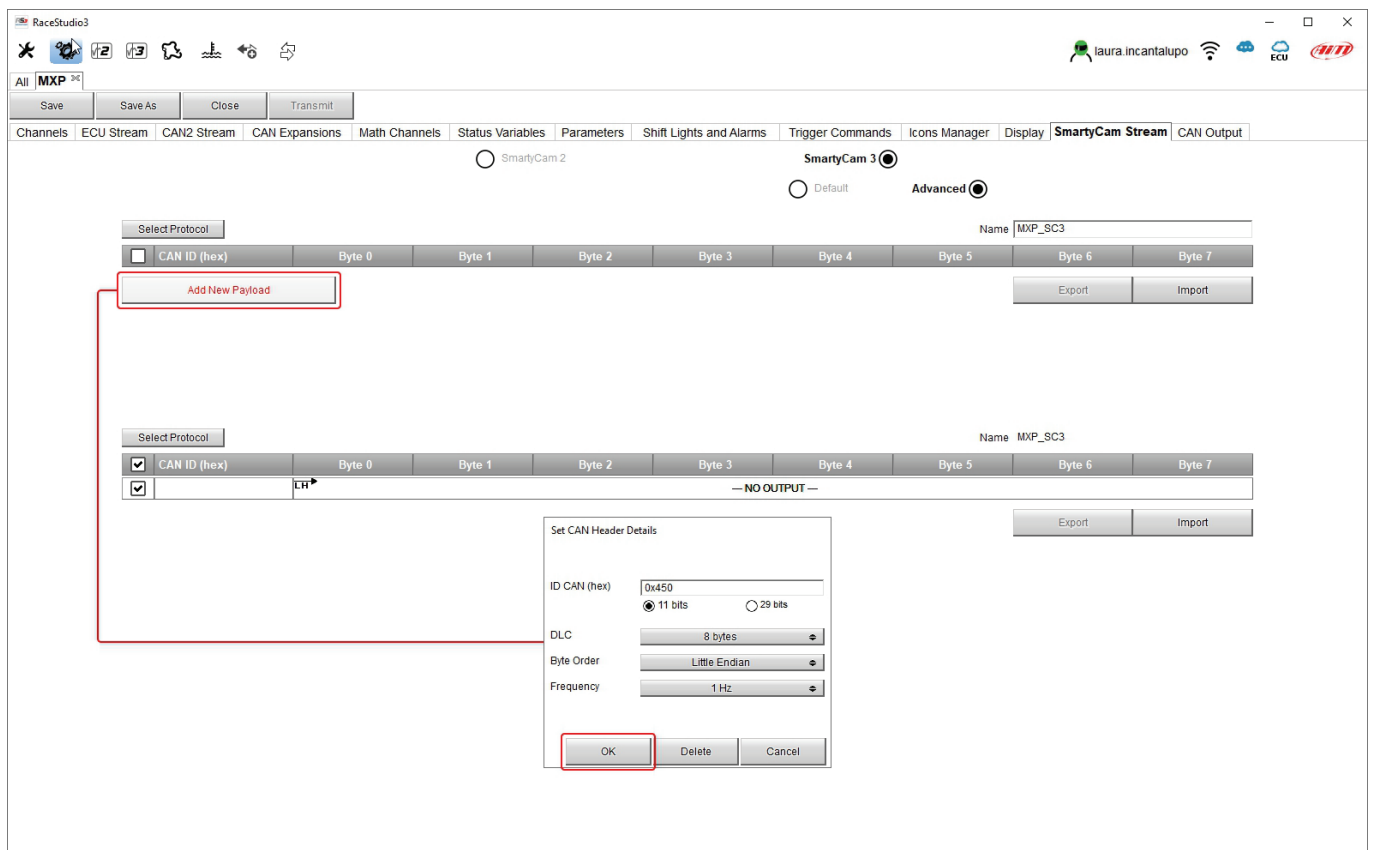 RaceStudio3
laura.incantalupo ECU AiM
All MXP
Save Save As Close Transmit
Channels ECU Stream CAN2 Stream CAN Expansions Math Channels Status Variables Parameters Shift Lights and Alarms Trigger Commands Icons Manager Display SmartyCam Stream CAN Output
SmartyCam 2 SmartyCam 3
Default Advanced
Select Protocol Name MXP_SC3
CAN ID (hex) Byte 0 Byte 1 Byte 2 Byte 3 Byte 4 Byte 5 Byte 6 Byte 7
Add New Payload Export Import
Select Protocol Name MXP_SC3
CAN ID (hex) Byte 0 Byte 1 Byte 2 Byte 3 Byte 4 Byte 5 Byte 6 Byte 7
LH — NO OUTPUT —
Export Import
Set CAN Header Details
ID CAN (hex) 0x450
11 bits 29 bits
DLC 8 bytes
Byte Order Little Endian
Frequency 1 Hz
OK Delete Cancel